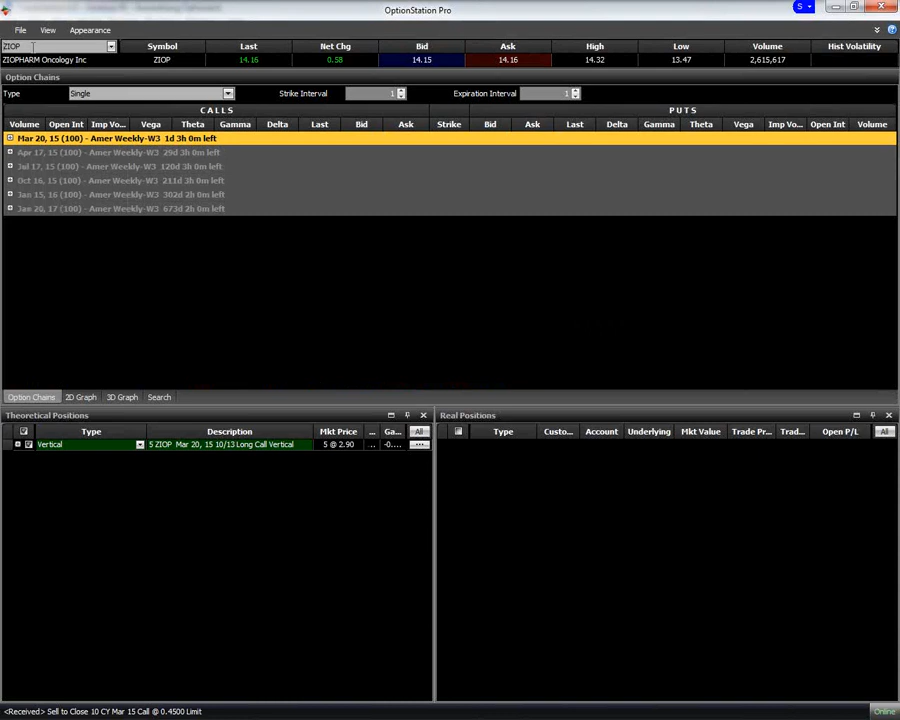 OptionStation Pro
S
File View Appearance
ZIOP Symbol Last Net Chg Bid Ask High Low Volume Hist Volatility
ZIOPHARM Oncology Inc ZIOP 14.16 0.58 14.15 14.16 14.32 13.47 2,615,617
Option Chains
Type Single Strike Interval 1 Expiration Interval 1
CALLS PUTS
Volume Open Int Imp Vo... Vega Theta Gamma Delta Last Bid Ask Strike Bid Ask Last Delta Gamma Theta Vega Imp Vo... Open Int Volume
Mar 20, 15 (100) - Amer Weekly-W3 1d 3h 0m left
Apr 17, 15 (100) - Amer Weekly-W3 29d 3h 0m left
Jul 17, 15 (100) - Amer Weekly-W3 120d 3h 0m left
Oct 16, 15 (100) - Amer Weekly-W3 211d 3h 0m left
Jan 15, 16 (100) - Amer Weekly-W3 302d 2h 0m left
Jan 20, 17 (100) - Amer Weekly-W3 673d 2h 0m left
Option Chains 2D Graph 3D Graph Search
Theoretical Positions Real Positions
Type Description Mkt Price ... Ga... All Type Custo... Account Underlying Mkt Value Trade Pr... Trad... Open P/L All
Vertical 5 ZIOP Mar 20, 15 10/13 Long Call Vertical 5 @ 2.90 ... -0.... ...
<Received> Sell to Close 10 CY Mar 15 Call @ 0.4500 Limit Online